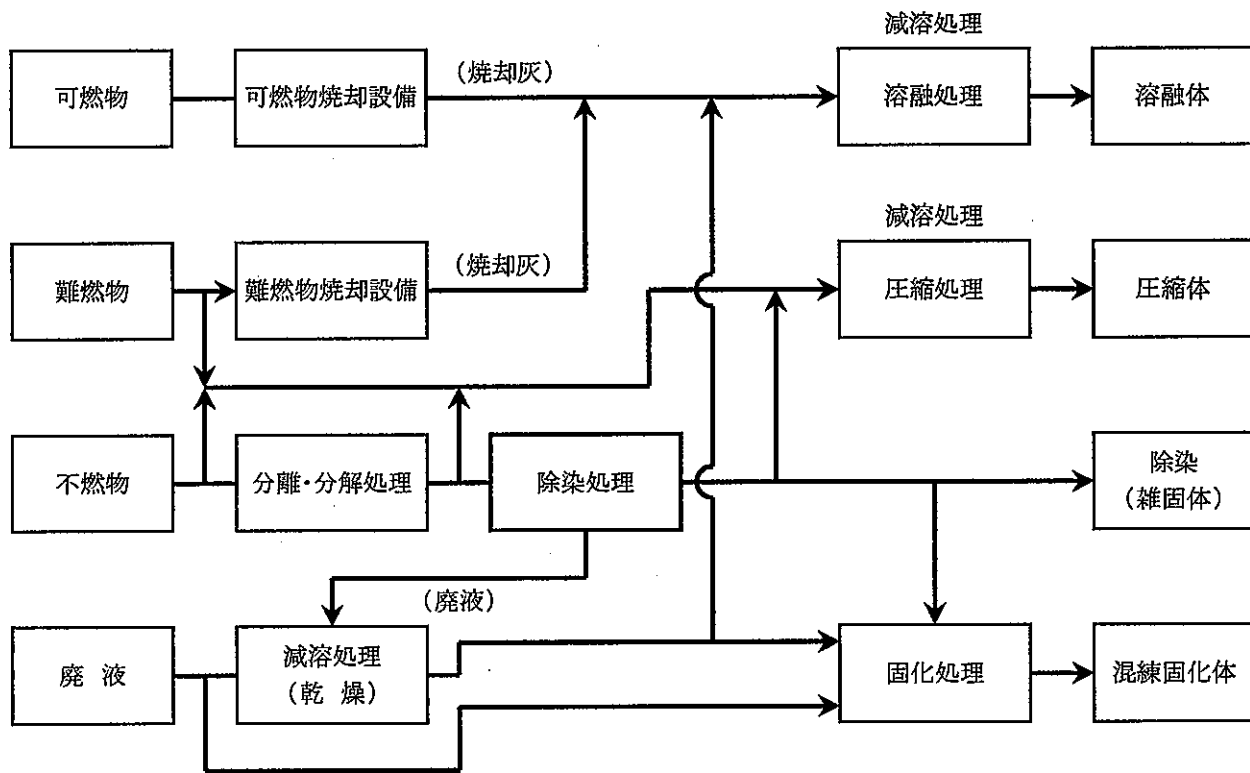 減溶処理
可燃物
可燃物焼却設備
（焼却灰）
溶融処理
溶融体
減溶処理
難燃物
難燃物焼却設備
（焼却灰）
圧縮処理
圧縮体
不燃物
分離・分解処理
除染処理
除染
（雑固体）
（廃液）
廃 液
減溶処理
（乾 燥）
固化処理
混練固化体